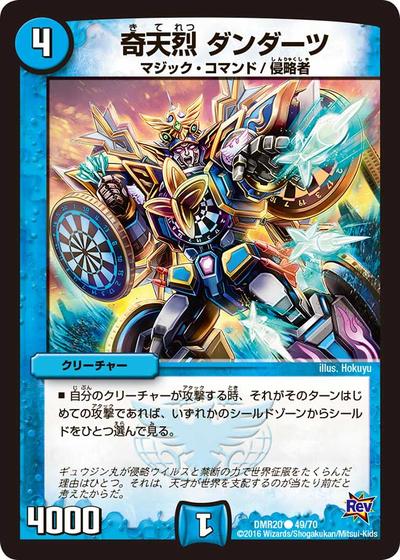 4
奇天烈 ダンダーツ
マジック・コマンド/侵略者
illus. Hokuyu
クリーチャー
■ 自分のクリーチャーが攻撃する時、それがそのターンはじ
めての攻撃であれば、いずれかのシールドゾーンからシール
ドをひとつ選んで見る。
ギュウジン丸が侵略ウイルスと禁断の力で世界征服をたくらんだ
理由はひとつ。それは、天才が世界を支配するのが当たり前だと
考えたからだ。
4000
1
Rev
DMR20 ● 49/70
©2016 Wizards/Shogakukan/Mitsui-Kids